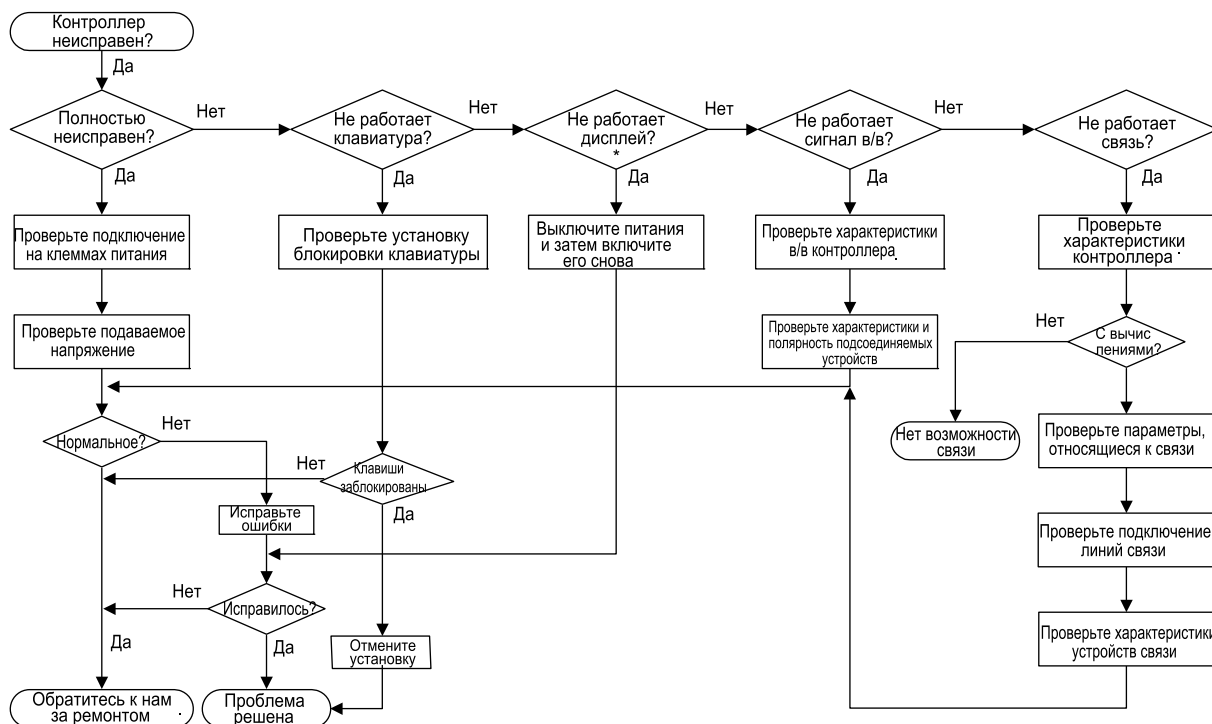 Контроллер
неисправен?
Да
Полностью
неисправен?
Нет
Не работает
клавиатура?
Нет
Не работает
дисплей?
*
Нет
Не работает
сигнал в/в?
Нет
Не работает
связь?
Да
Да
Да
Да
Да
Проверьте подключение
на клеммах питания
Проверьте установку
блокировки клавиатуры
Выключите питания
и затем включите
его снова
Проверьте характеристики
в/в контроллера.
Проверьте
характеристики
контроллера.
Проверьте подаваемое
напряжение
Проверьте характеристики и
полярность подсоединяемых
устройств
Нет
С вычис
пениями?
Нормальное?
Нет
Нет возможности
связи
Проверьте параметры,
относящиеся к связи
Нет
Клавиши
заблокированы
Да
Исправьте
ошибки
Проверьте подключение
линий связи
Нет
Исправилось?
Да
Да
Отмените
установку
Проверьте характеристики
устройств связи
Обратитесь к нам
за ремонтом.
Проблема
решена